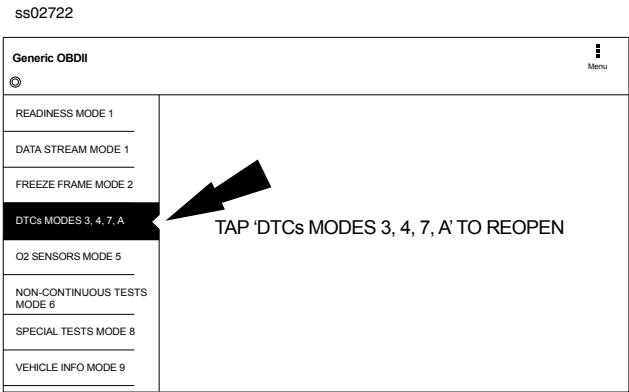 ss02722
Generic OBDII
Menu
READINESS MODE 1
DATA STREAM MODE 1
FREEZE FRAME MODE 2
DTCs MODES 3, 4, 7, A
TAP ‘DTCs MODES 3, 4, 7, A’ TO REOPEN
O2 SENSORS MODE 5
NON-CONTINUOUS TESTS
MODE 6
SPECIAL TESTS MODE 8
VEHICLE INFO MODE 9